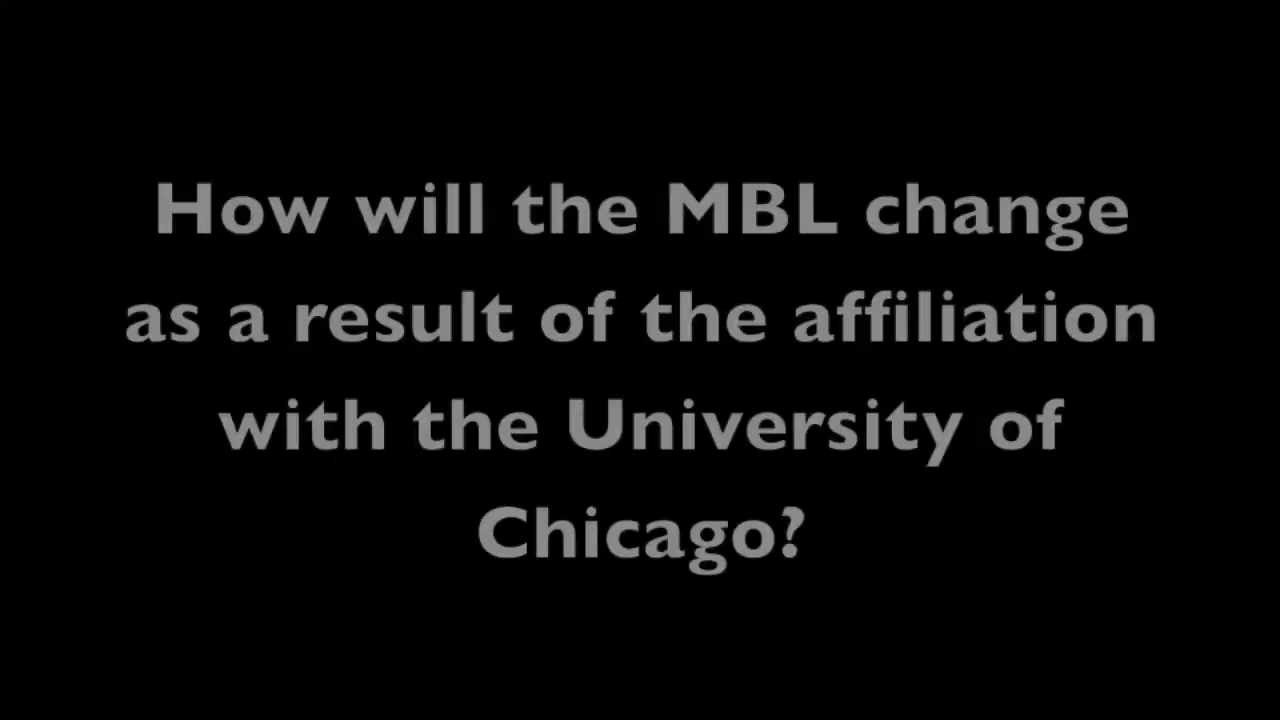 How will the MBL change
as a result of the affiliation
with the University of
Chicago?